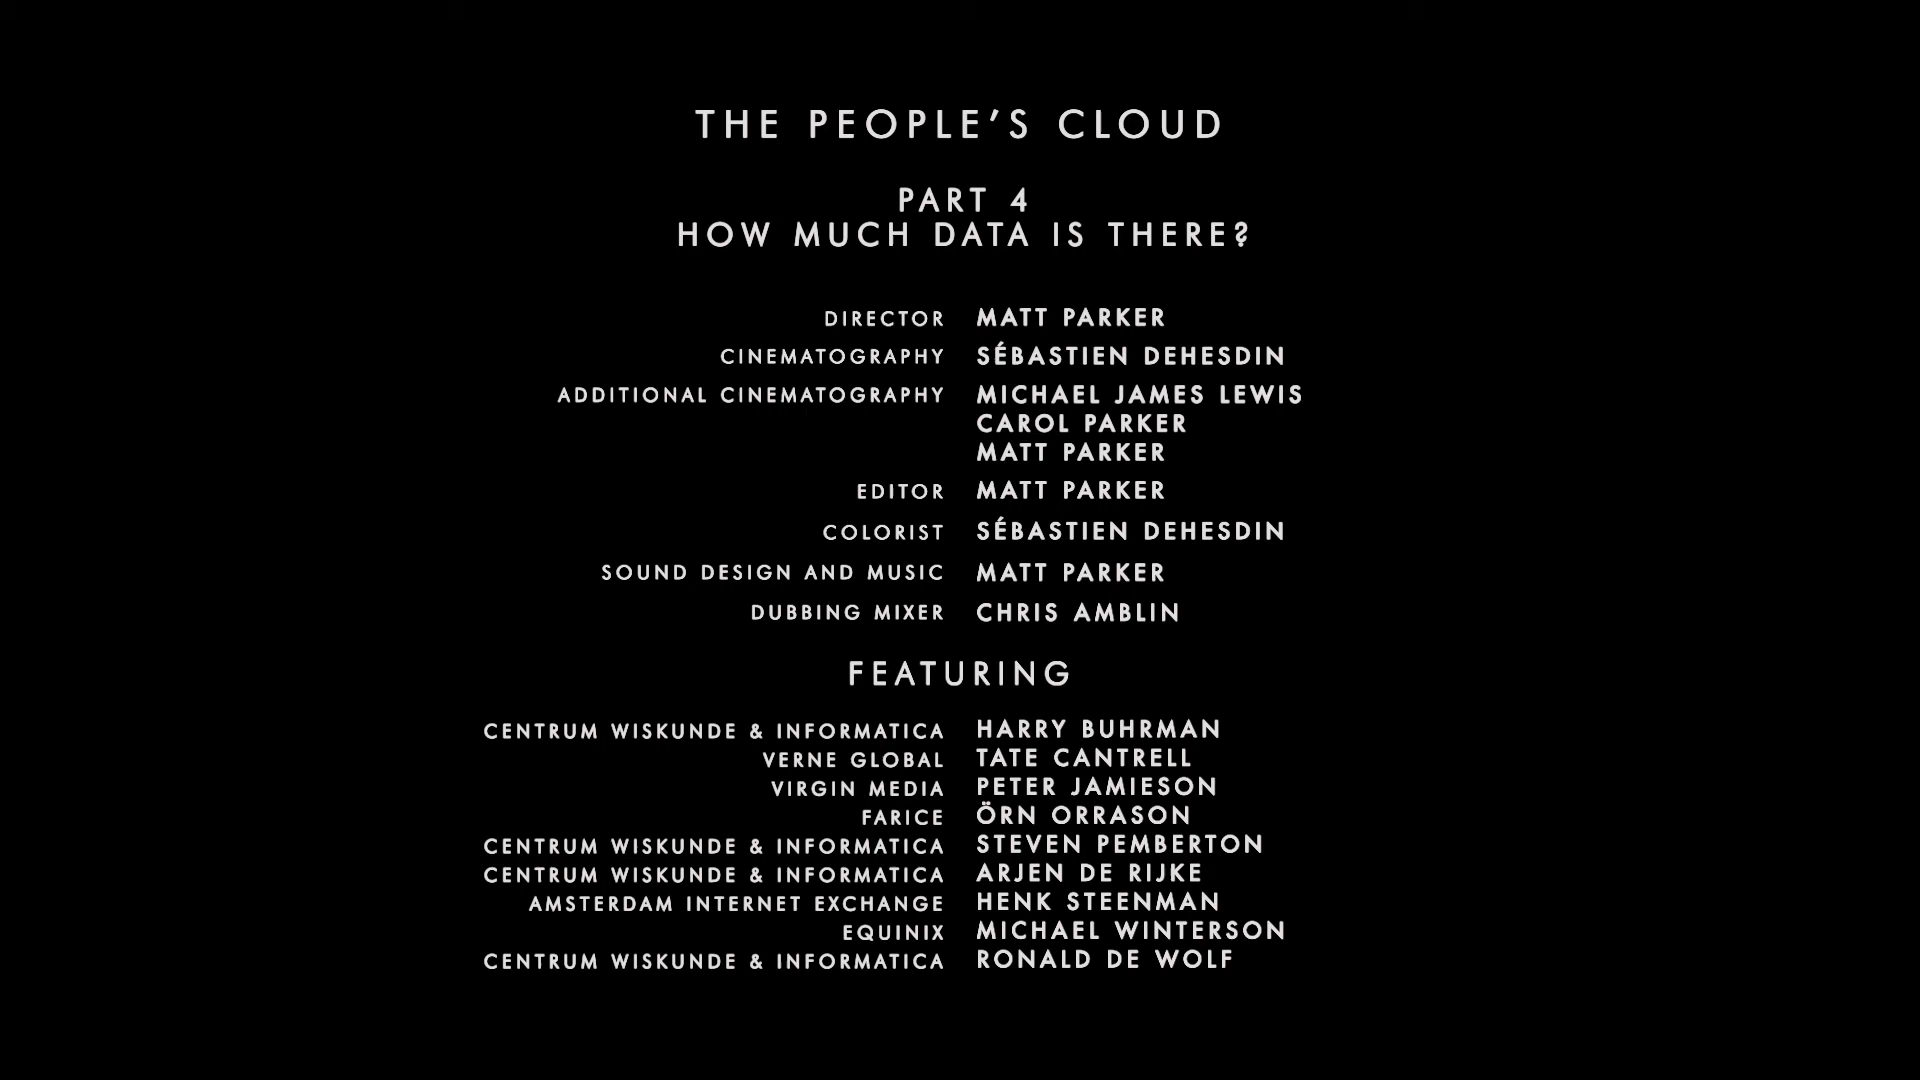 THE PEOPLE’S CLOUD
PART 4
HOW MUCH DATA IS THERE?
DIRECTOR MATT PARKER
CINEMATOGRAPHY SÉBASTIEN DEHESDIN
ADDITIONAL CINEMATOGRAPHY MICHAEL JAMES LEWIS
CAROL PARKER
MATT PARKER
EDITOR MATT PARKER
COLORIST SÉBASTIEN DEHESDIN
SOUND DESIGN AND MUSIC MATT PARKER
DUBBING MIXER CHRIS AMBLIN
FEATURING
CENTRUM WISKUNDE & INFORMATICA HARRY BUHRMAN
VERNE GLOBAL TATE CANTRELL
VIRGIN MEDIA PETER JAMIESON
FARICE ÖRN ORRASON
CENTRUM WISKUNDE & INFORMATICA STEVEN PEMBERTON
CENTRUM WISKUNDE & INFORMATICA ARJEN DE RIJKE
AMSTERDAM INTERNET EXCHANGE HENK STEENMAN
EQUINIX MICHAEL WINTERSON
CENTRUM WISKUNDE & INFORMATICA RONALD DE WOLF